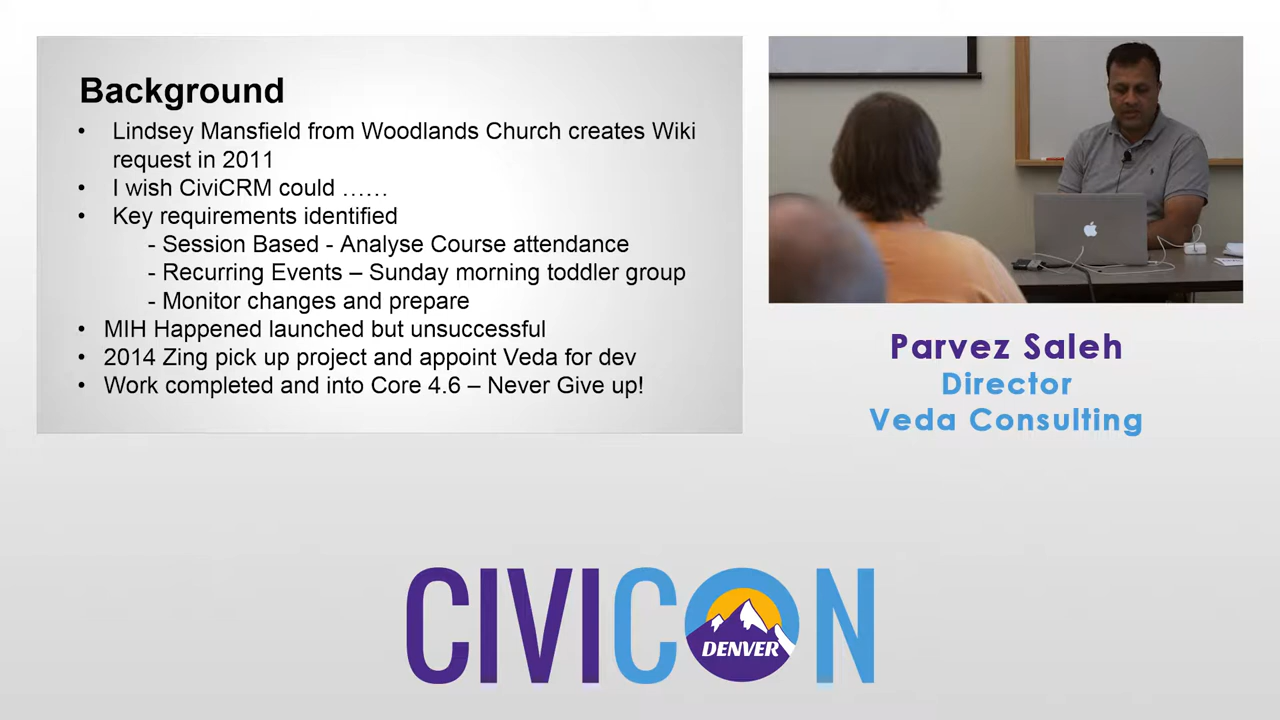 Background
• Lindsey Mansfield from Woodlands Church creates Wiki
request in 2011
• I wish CiviCRM could ……
• Key requirements identified
- Session Based - Analyse Course attendance
- Recurring Events – Sunday morning toddler group
- Monitor changes and prepare
• MIH Happened launched but unsuccessful
• 2014 Zing pick up project and appoint Veda for dev
• Work completed and into Core 4.6 – Never Give up!
Parvez Saleh
Director
Veda Consulting
CIVICON
DENVER